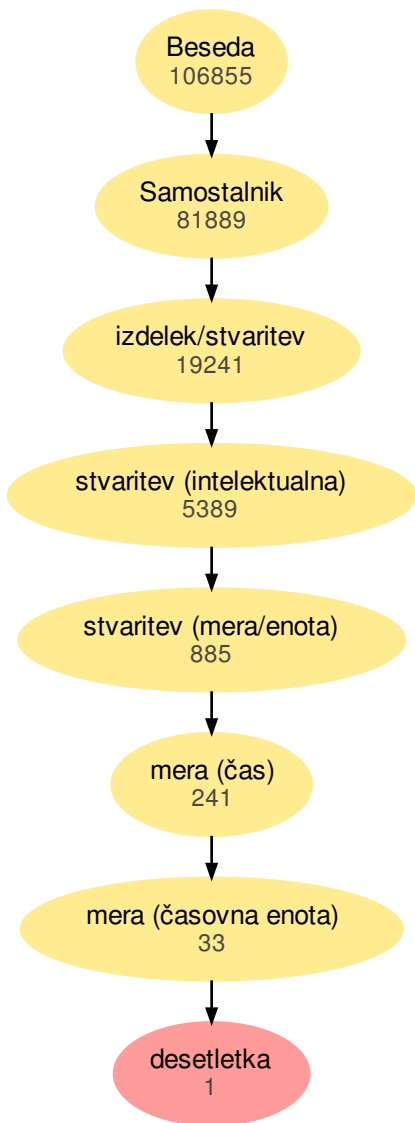 Beseda
106855
Samostalnik
81889
izdelek/stvaritev
19241
stvaritev (intelektualna)
5389
stvaritev (mera/enota)
885
mera (čas)
241
mera (časovna enota)
33
desetletka
1